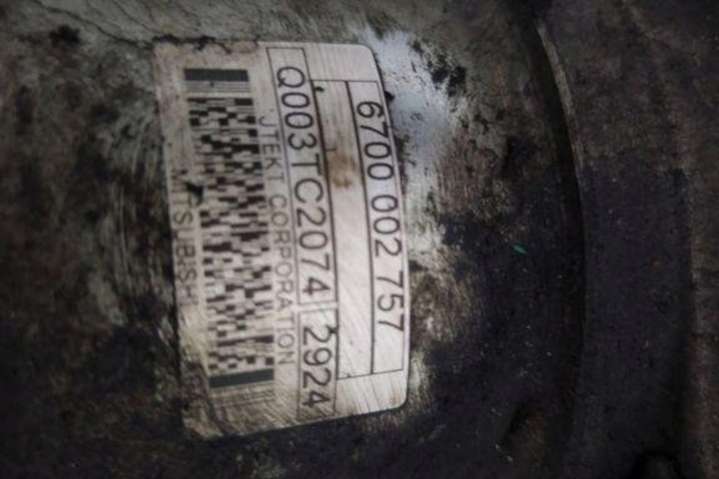 6700 002 757
Q003TC2074 2924
JTEKT CORPORATION
MITSUBISHI